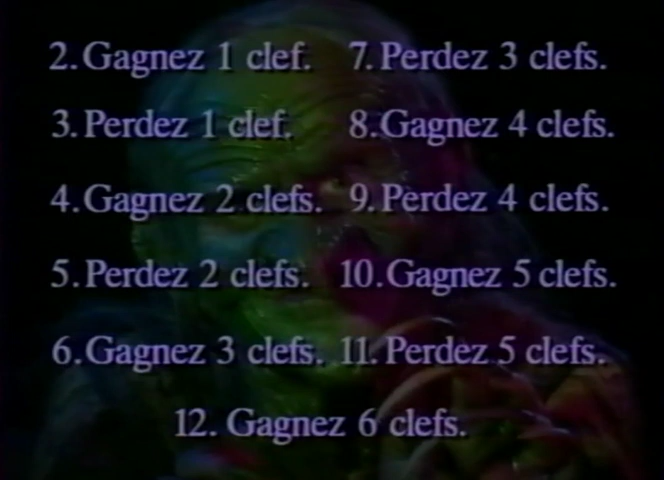 2. Gagnez 1 clef.
3. Perdez 1 clef.
4. Gagnez 2 clefs.
5. Perdez 2 clefs.
6. Gagnez 3 clefs.
7. Perdez 3 clefs.
8. Gagnez 4 clefs.
9. Perdez 4 clefs.
10. Gagnez 5 clefs.
11. Perdez 5 clefs.
12. Gagnez 6 clefs.